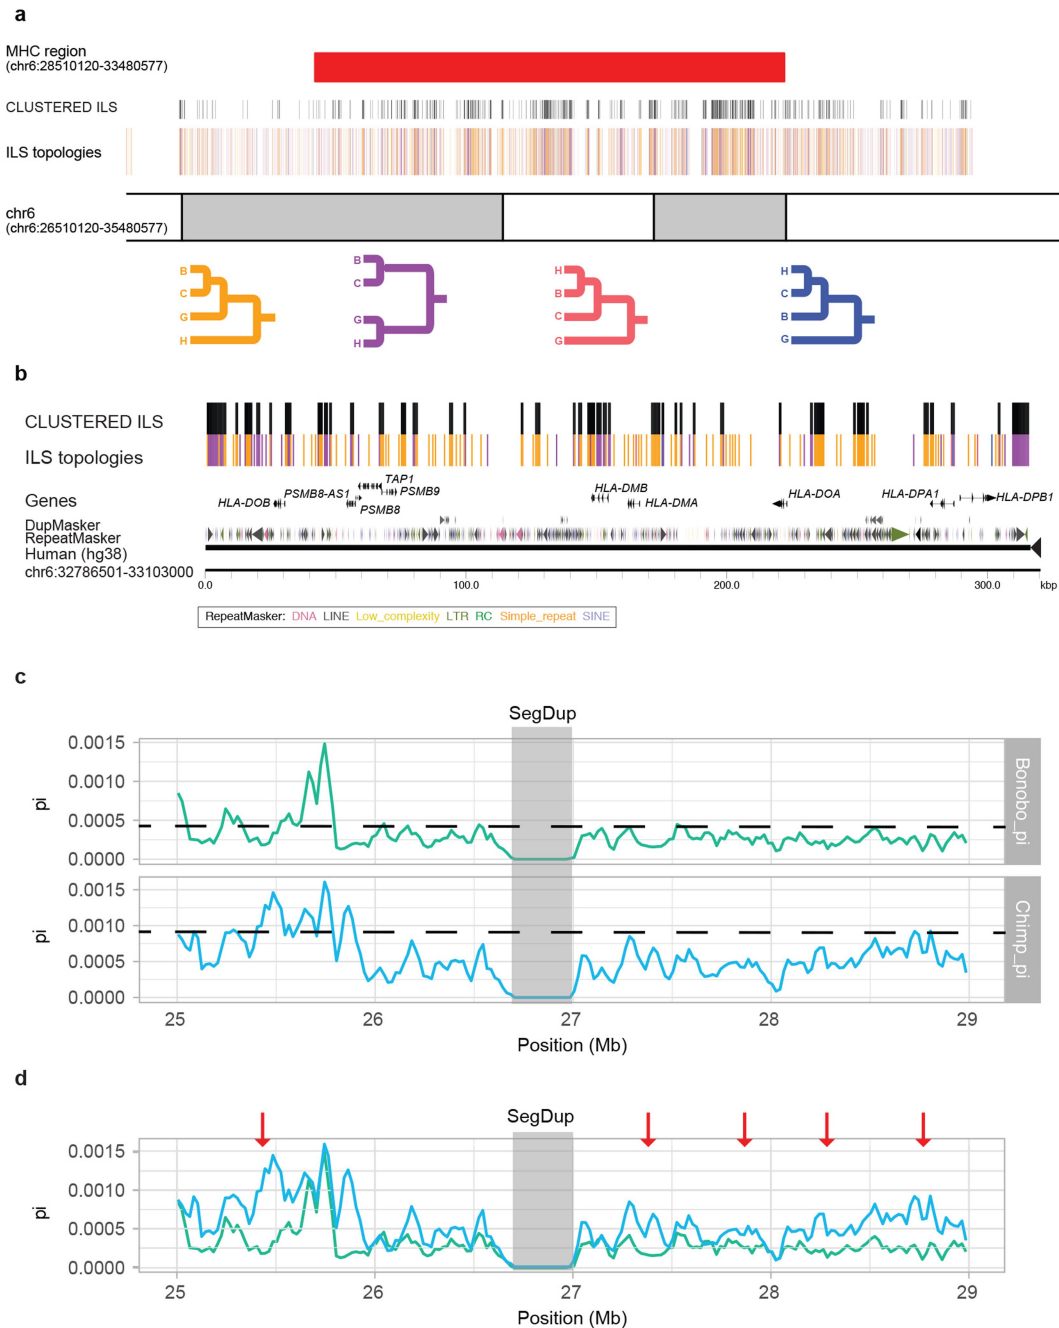 a
MHC region
(chr6:28510120-33480577)
CLUSTERED ILS
ILS topologies
chr6
(chr6:26510120-35480577)
B
C
G
H
B
C
G
H
H
B
C
G
H
C
B
G
b
CLUSTERED ILS
ILS topologies
Genes
HLA-DOB
PSMB8-AS1
TAP1
PSMB9
PSMB8
HLA-DMB
HLA-DMA
HLA-DOA
HLA-DPA1
HLA-DPB1
DupMasker
RepeatMasker
Human (hg38)
chr6:32786501-33103000
0.0 100.0 200.0 300.0 kbp
RepeatMasker: DNA LINE Low_complexity LTR RC Simple_repeat SINE
c
SegDup
0.0015
0.0010
0.0005
0.0000
pi
Bonobo_pi
0.0015
0.0010
0.0005
0.0000
pi
Chimp_pi
25 26 27 28 29
Position (Mb)
d
SegDup
0.0015
0.0010
0.0005
0.0000
pi
25 26 27 28 29
Position (Mb)